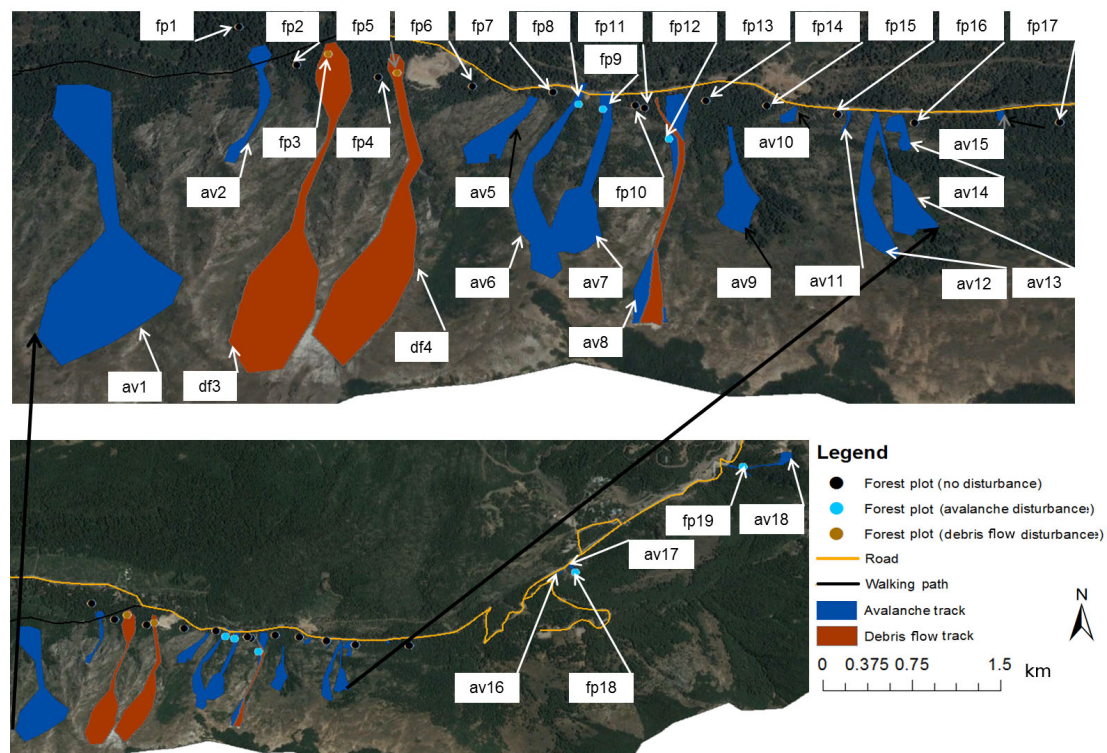 fp1
fp2
fp5
fp6
fp7
fp8
fp11
fp12
fp13
fp14
fp15
fp16
fp17
fp9
fp3
fp4
av2
av5
fp10
av10
av15
av14
av1
df3
df4
av6
av7
av8
av9
av11
av12
av13
fp19
av18
av17
av16
fp18
Legend
Forest plot (no disturbance)
Forest plot (avalanche disturbance)
Forest plot (debris flow disturbance)
Road
Walking path
Avalanche track
Debris flow track
N
0 0.375 0.75 1.5
km